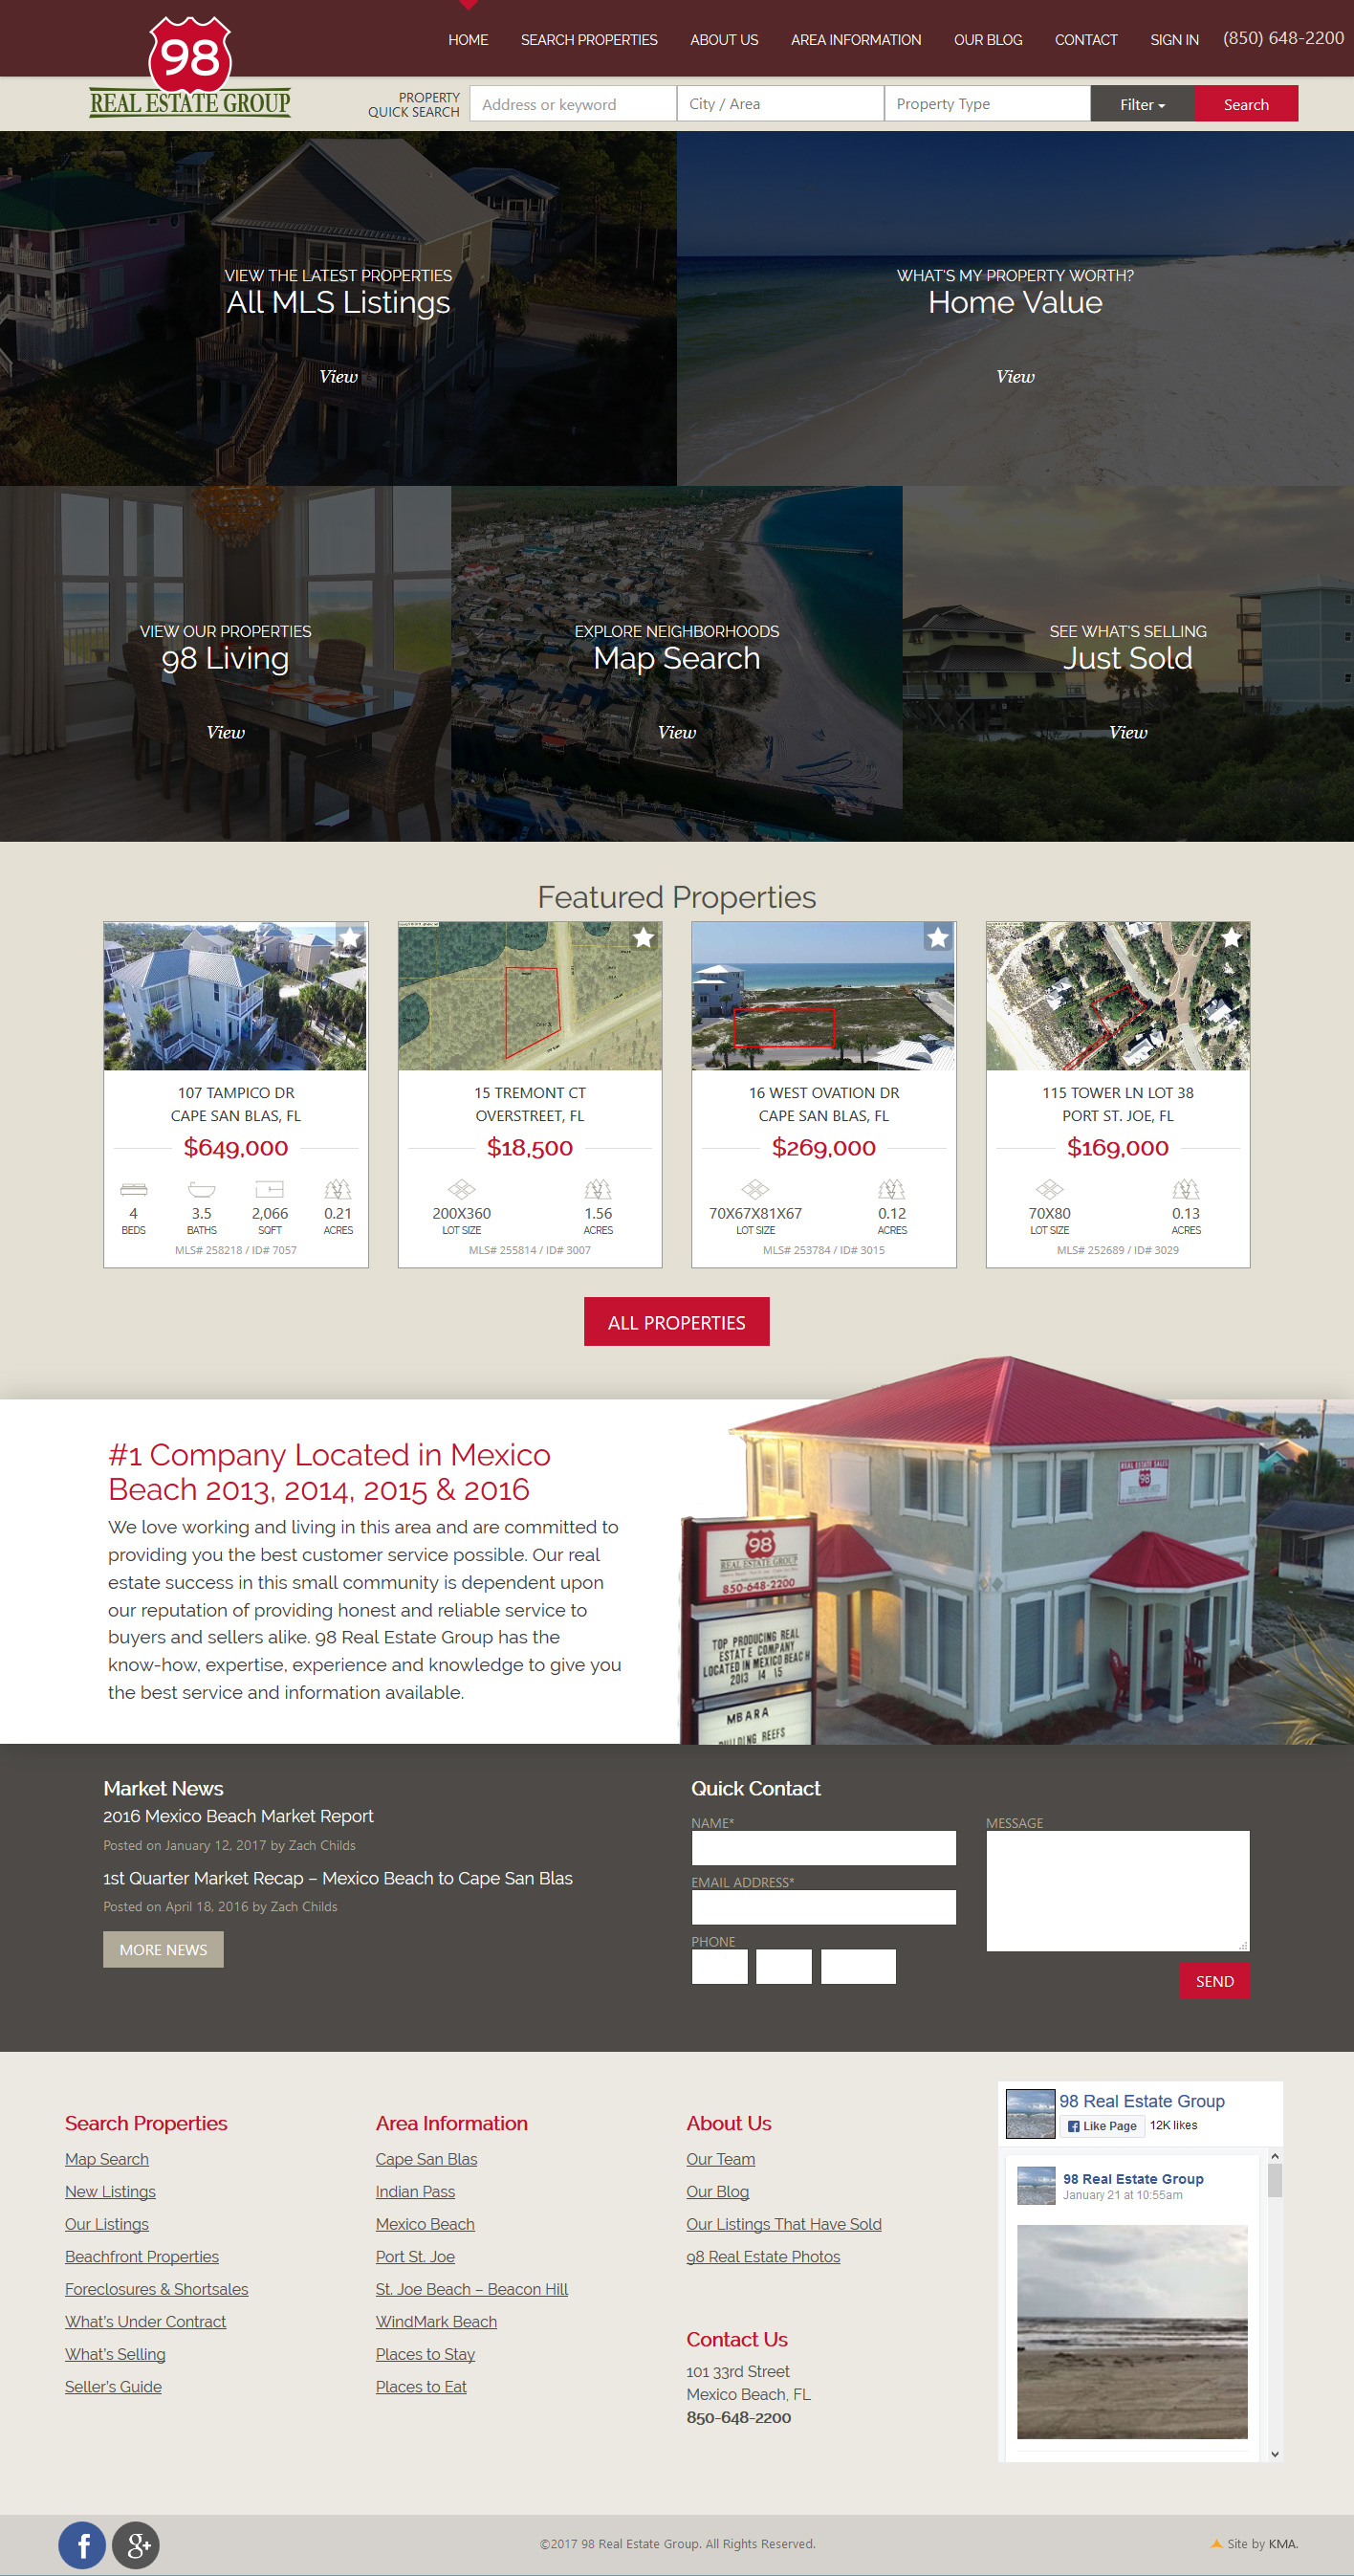 98
REAL ESTATE GROUP
HOME
SEARCH PROPERTIES
ABOUT US
AREA INFORMATION
OUR BLOG
CONTACT
SIGN IN
(850) 648-2200
PROPERTY
QUICK SEARCH
Address or keyword
City / Area
Property Type
Filter
Search
VIEW THE LATEST PROPERTIES
All MLS Listings
View
WHAT'S MY PROPERTY WORTH?
Home Value
View
VIEW OUR PROPERTIES
98 Living
View
EXPLORE NEIGHBORHOODS
Map Search
View
SEE WHAT'S SELLING
Just Sold
View
Featured Properties
107 TAMPICO DR
CAPE SAN BLAS, FL
$649,000
4
BEDS
3.5
BATHS
2,066
SQFT
0.21
ACRES
MLS# 258218 / ID# 7057
15 TREMONT CT
OVERSTREET, FL
$18,500
200X360
LOT SIZE
1.56
ACRES
MLS# 255814 / ID# 3007
16 WEST OVATION DR
CAPE SAN BLAS, FL
$269,000
70X67X81X67
LOT SIZE
0.12
ACRES
MLS# 253784 / ID# 3015
115 TOWER LN LOT 38
PORT ST. JOE, FL
$169,000
70X80
LOT SIZE
0.13
ACRES
MLS# 252689 / ID# 3029
ALL PROPERTIES
#1 Company Located in Mexico
Beach 2013, 2014, 2015 & 2016
We love working and living in this area and are committed to
providing you the best customer service possible. Our real
estate success in this small community is dependent upon
our reputation of providing honest and reliable service to
buyers and sellers alike. 98 Real Estate Group has the
know-how, expertise, experience and knowledge to give you
the best service and information available.
REAL ESTATE SALES
98
98
REAL ESTATE GROUP
850-648-2200
TOP PRODUCING REAL
ESTATE COMPANY
LOCATED IN MEXICO BEACH
2013 14 15
MBARA
BUILDING REEFS
Market News
2016 Mexico Beach Market Report
Posted on January 12, 2017 by Zach Childs
1st Quarter Market Recap – Mexico Beach to Cape San Blas
Posted on April 18, 2016 by Zach Childs
MORE NEWS
Quick Contact
NAME*
EMAIL ADDRESS*
PHONE
MESSAGE
SEND
Search Properties
Map Search
New Listings
Our Listings
Beachfront Properties
Foreclosures & Shortsales
What's Under Contract
What's Selling
Seller's Guide
Area Information
Cape San Blas
Indian Pass
Mexico Beach
Port St. Joe
St. Joe Beach – Beacon Hill
WindMark Beach
Places to Stay
Places to Eat
About Us
Our Team
Our Blog
Our Listings That Have Sold
98 Real Estate Photos
Contact Us
101 33rd Street
Mexico Beach, FL
850-648-2200
98 Real Estate Group
Like Page
12K likes
98 Real Estate Group
January 21 at 10:55am
f
g+
©2017 98 Real Estate Group. All Rights Reserved.
Site by KMA.